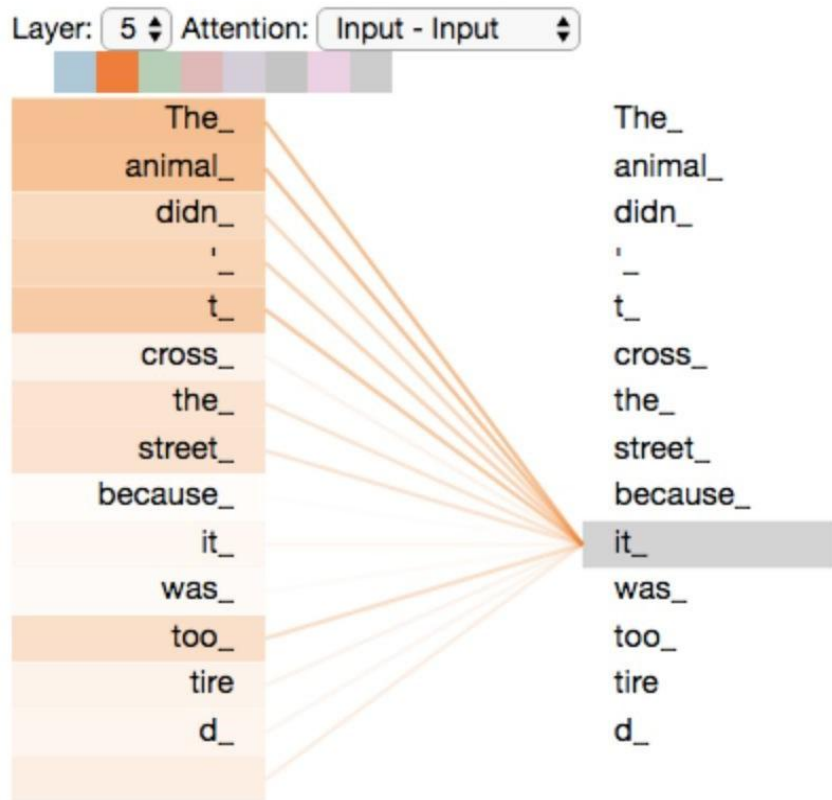 Layer: 5 Attention: Input - Input
The_ The_
animal_ animal_
didn_ didn_
'_ '_
t_ t_
cross_ cross_
the_ the_
street_ street_
because_ because_
it_ it_
was_ was_
too_ too_
tire tire
d_ d_